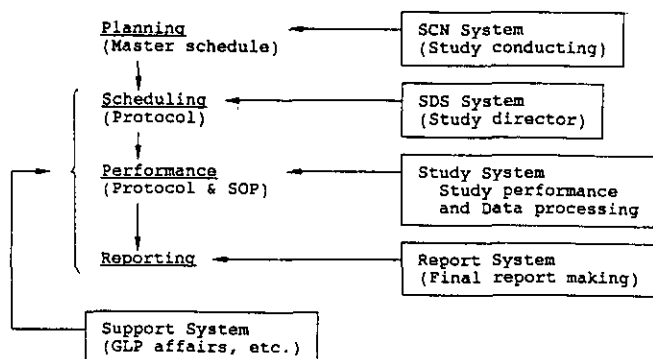 Planning
(Master schedule)
SCN System
(Study conducting)
Scheduling
(Protocol)
SDS System
(Study director)
Performance
(Protocol & SOP)
Study System
Study performance
and Data processing
Reporting
Report System
(Final report making)
Support System
(GLP affairs, etc.)